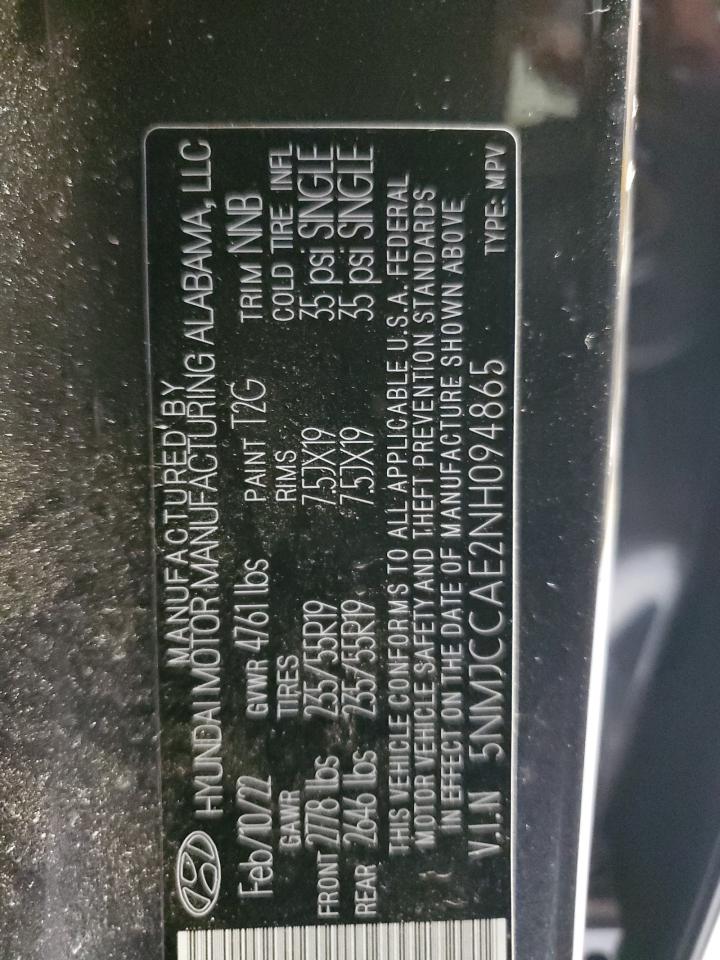 MANUFACTURED BY
HYUNDAI MOTOR MANUFACTURING ALABAMA, LLC
Feb/10/22 GVWR 4761 lbs PAINT T2G TRIM NNB
GAWR TIRES RIMS COLD TIRE INFL
FRONT 2778 lbs 235/55R19 7.5JX19 35 psi SINGLE
REAR 2646 lbs 235/55R19 7.5JX19 35 psi SINGLE
THIS VEHICLE CONFORMS TO ALL APPLICABLE U.S.A. FEDERAL
MOTOR VEHICLE SAFETY AND THEFT PREVENTION STANDARDS
IN EFFECT ON THE DATE OF MANUFACTURE SHOWN ABOVE
V.I.N 5NMJCCAE2NH094865 TYPE: MPV